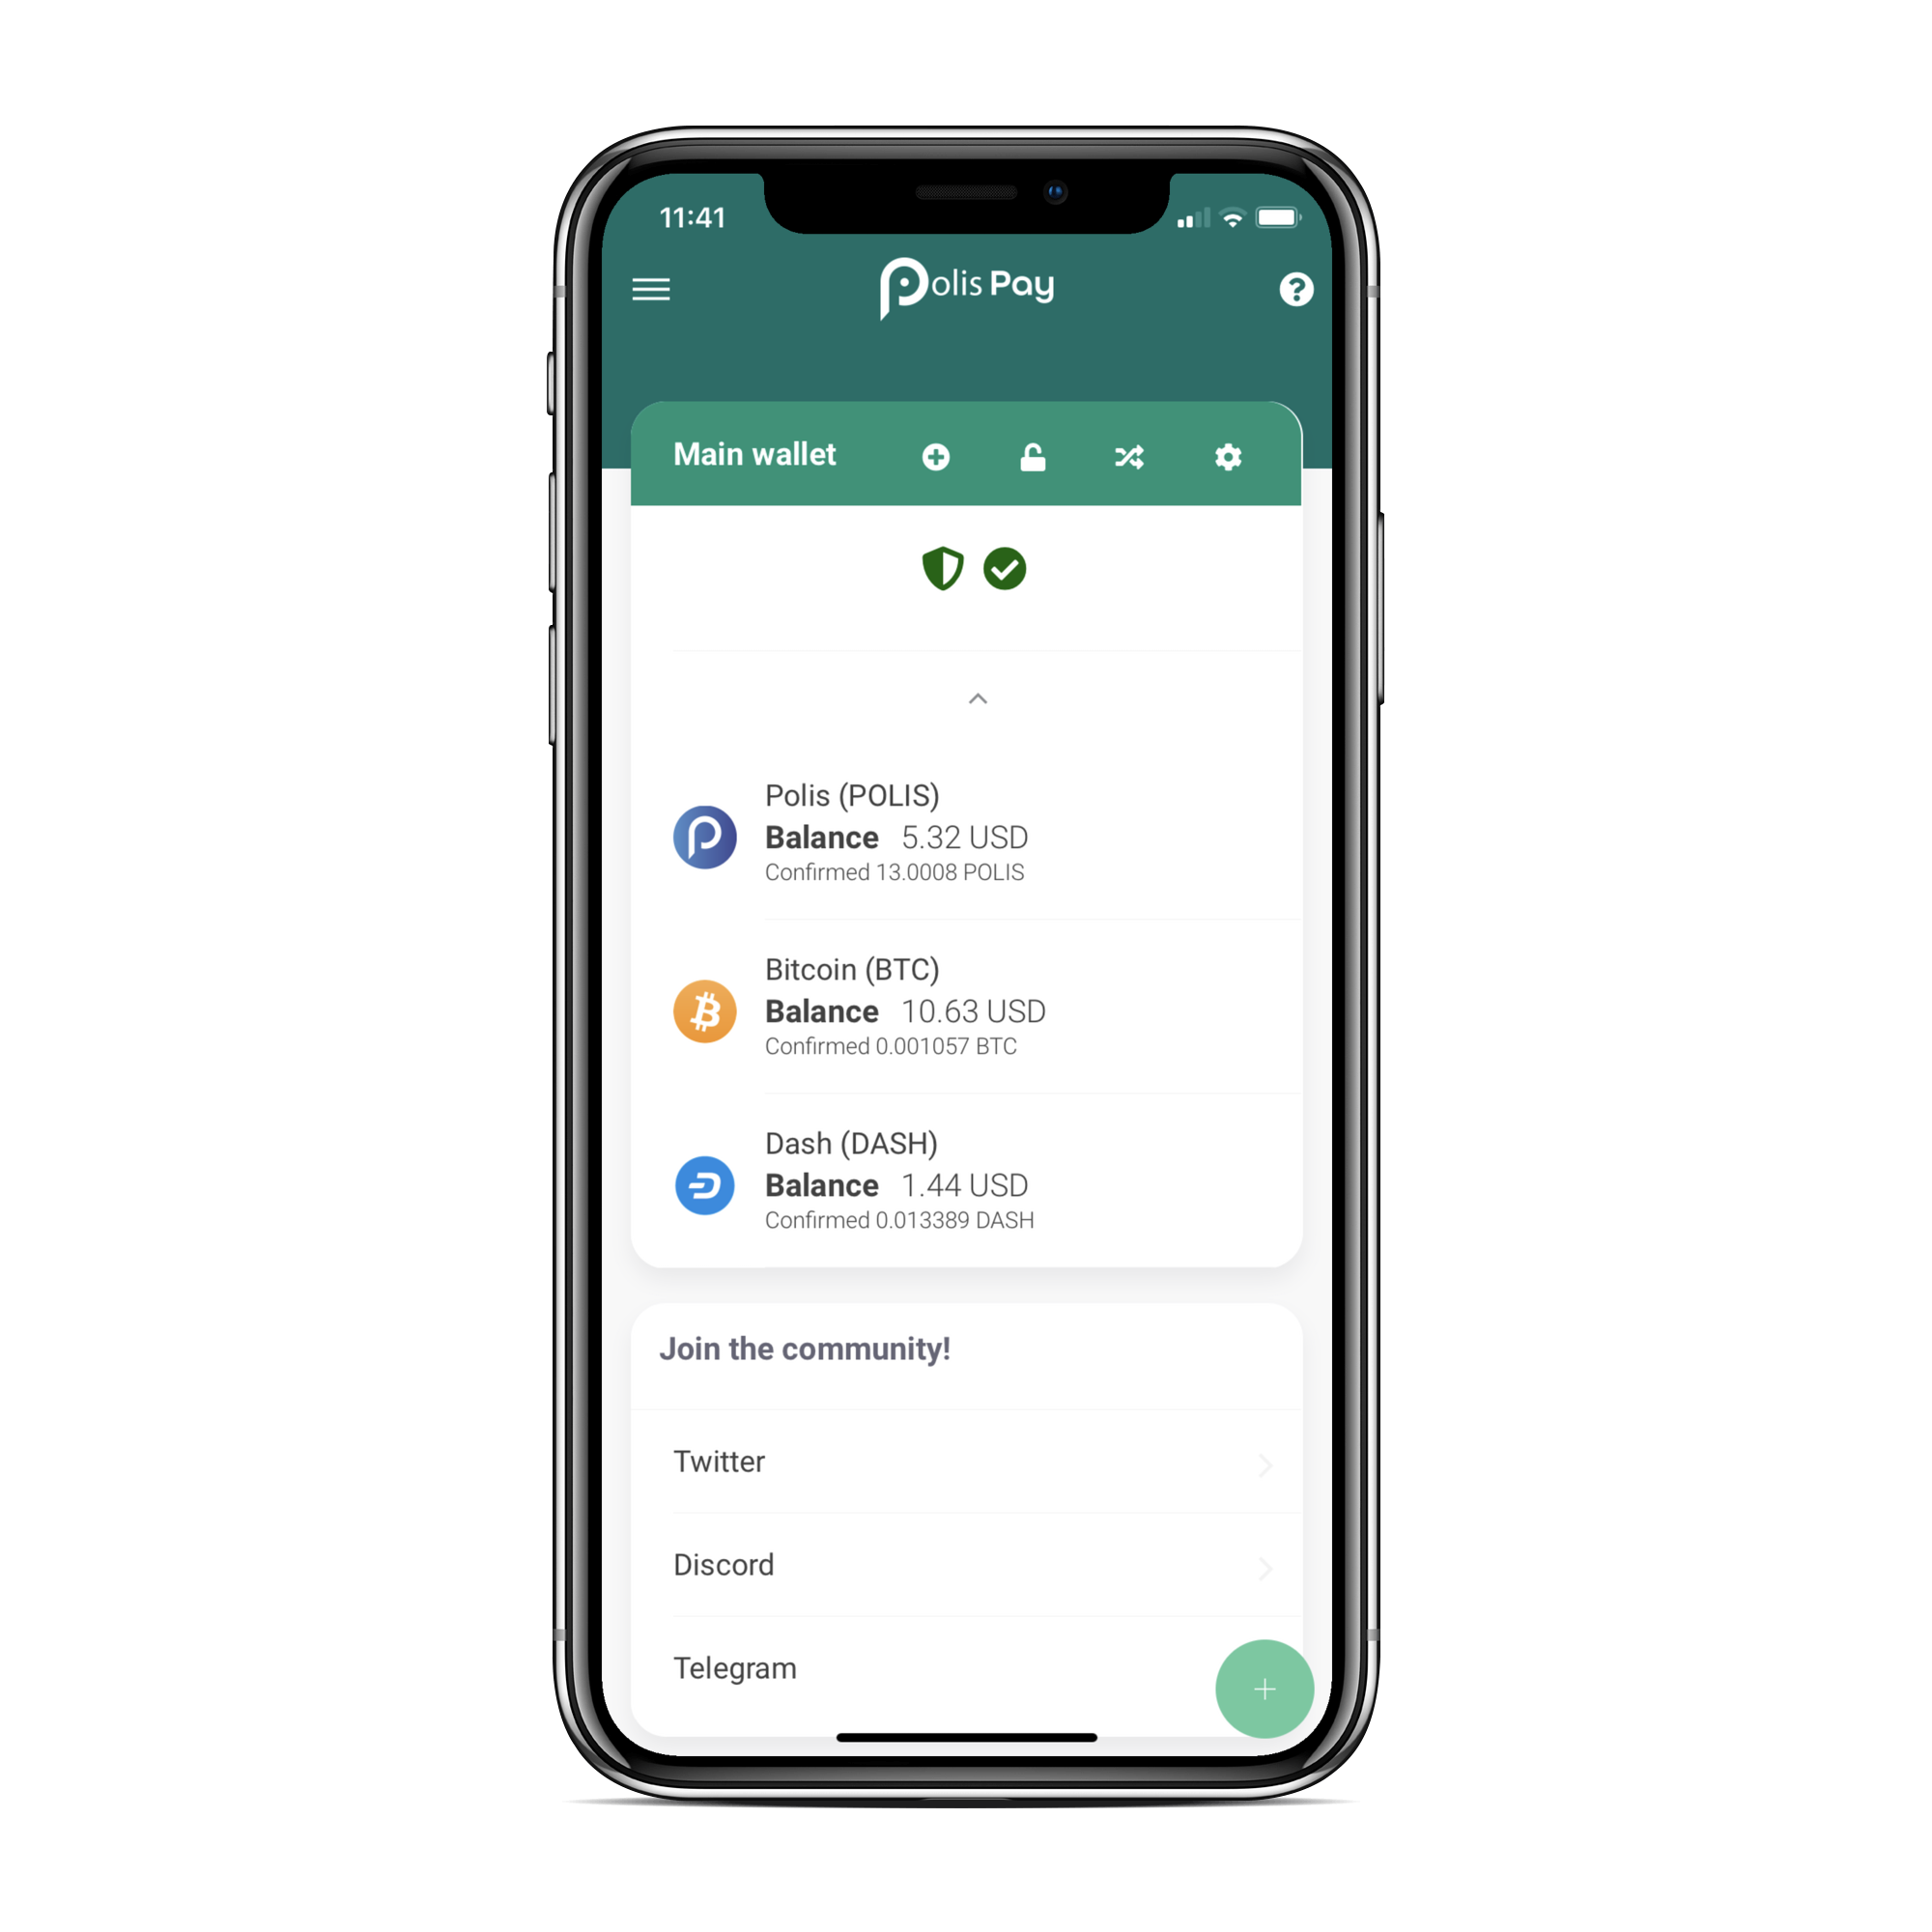 11:41
Polis Pay
Main wallet
Polis (POLIS)
Balance 5.32 USD
Confirmed 13.0008 POLIS
Bitcoin (BTC)
Balance 10.63 USD
Confirmed 0.001057 BTC
Dash (DASH)
Balance 1.44 USD
Confirmed 0.013389 DASH
Join the community!
Twitter
Discord
Telegram